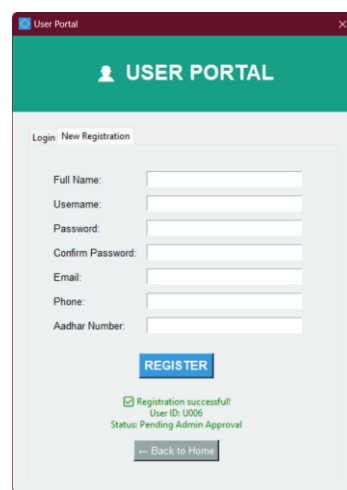 User Portal
USER PORTAL
Login New Registration
Full Name:
Username:
Password:
Confirm Password:
Email:
Phone:
Aadhar Number:
REGISTER
Registration successful!
User ID: U006
Status: Pending Admin Approval
← Back to Home